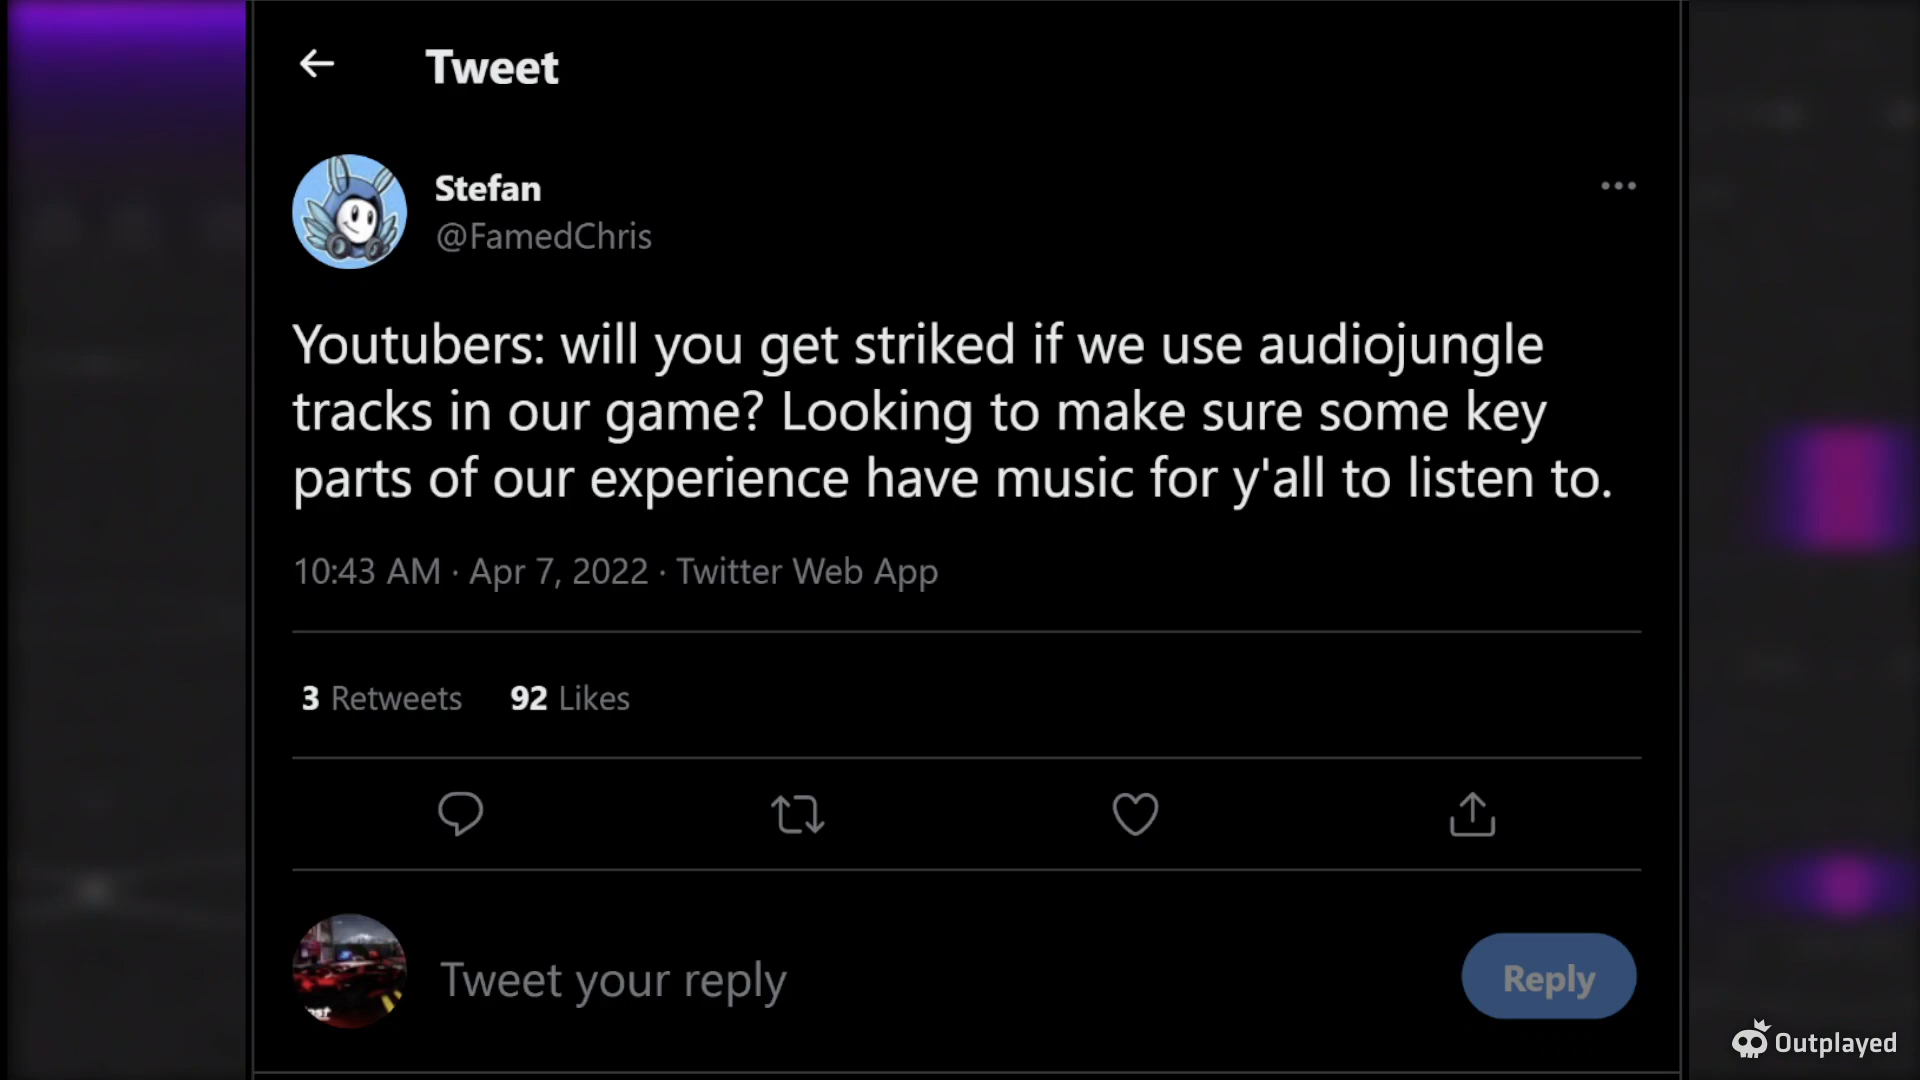 Tweet
Stefan
@FamedChris
Youtubers: will you get striked if we use audiojungle
tracks in our game? Looking to make sure some key
parts of our experience have music for y'all to listen to.
10:43 AM · Apr 7, 2022 · Twitter Web App
3 Retweets 92 Likes
Tweet your reply
Reply
Outplayed